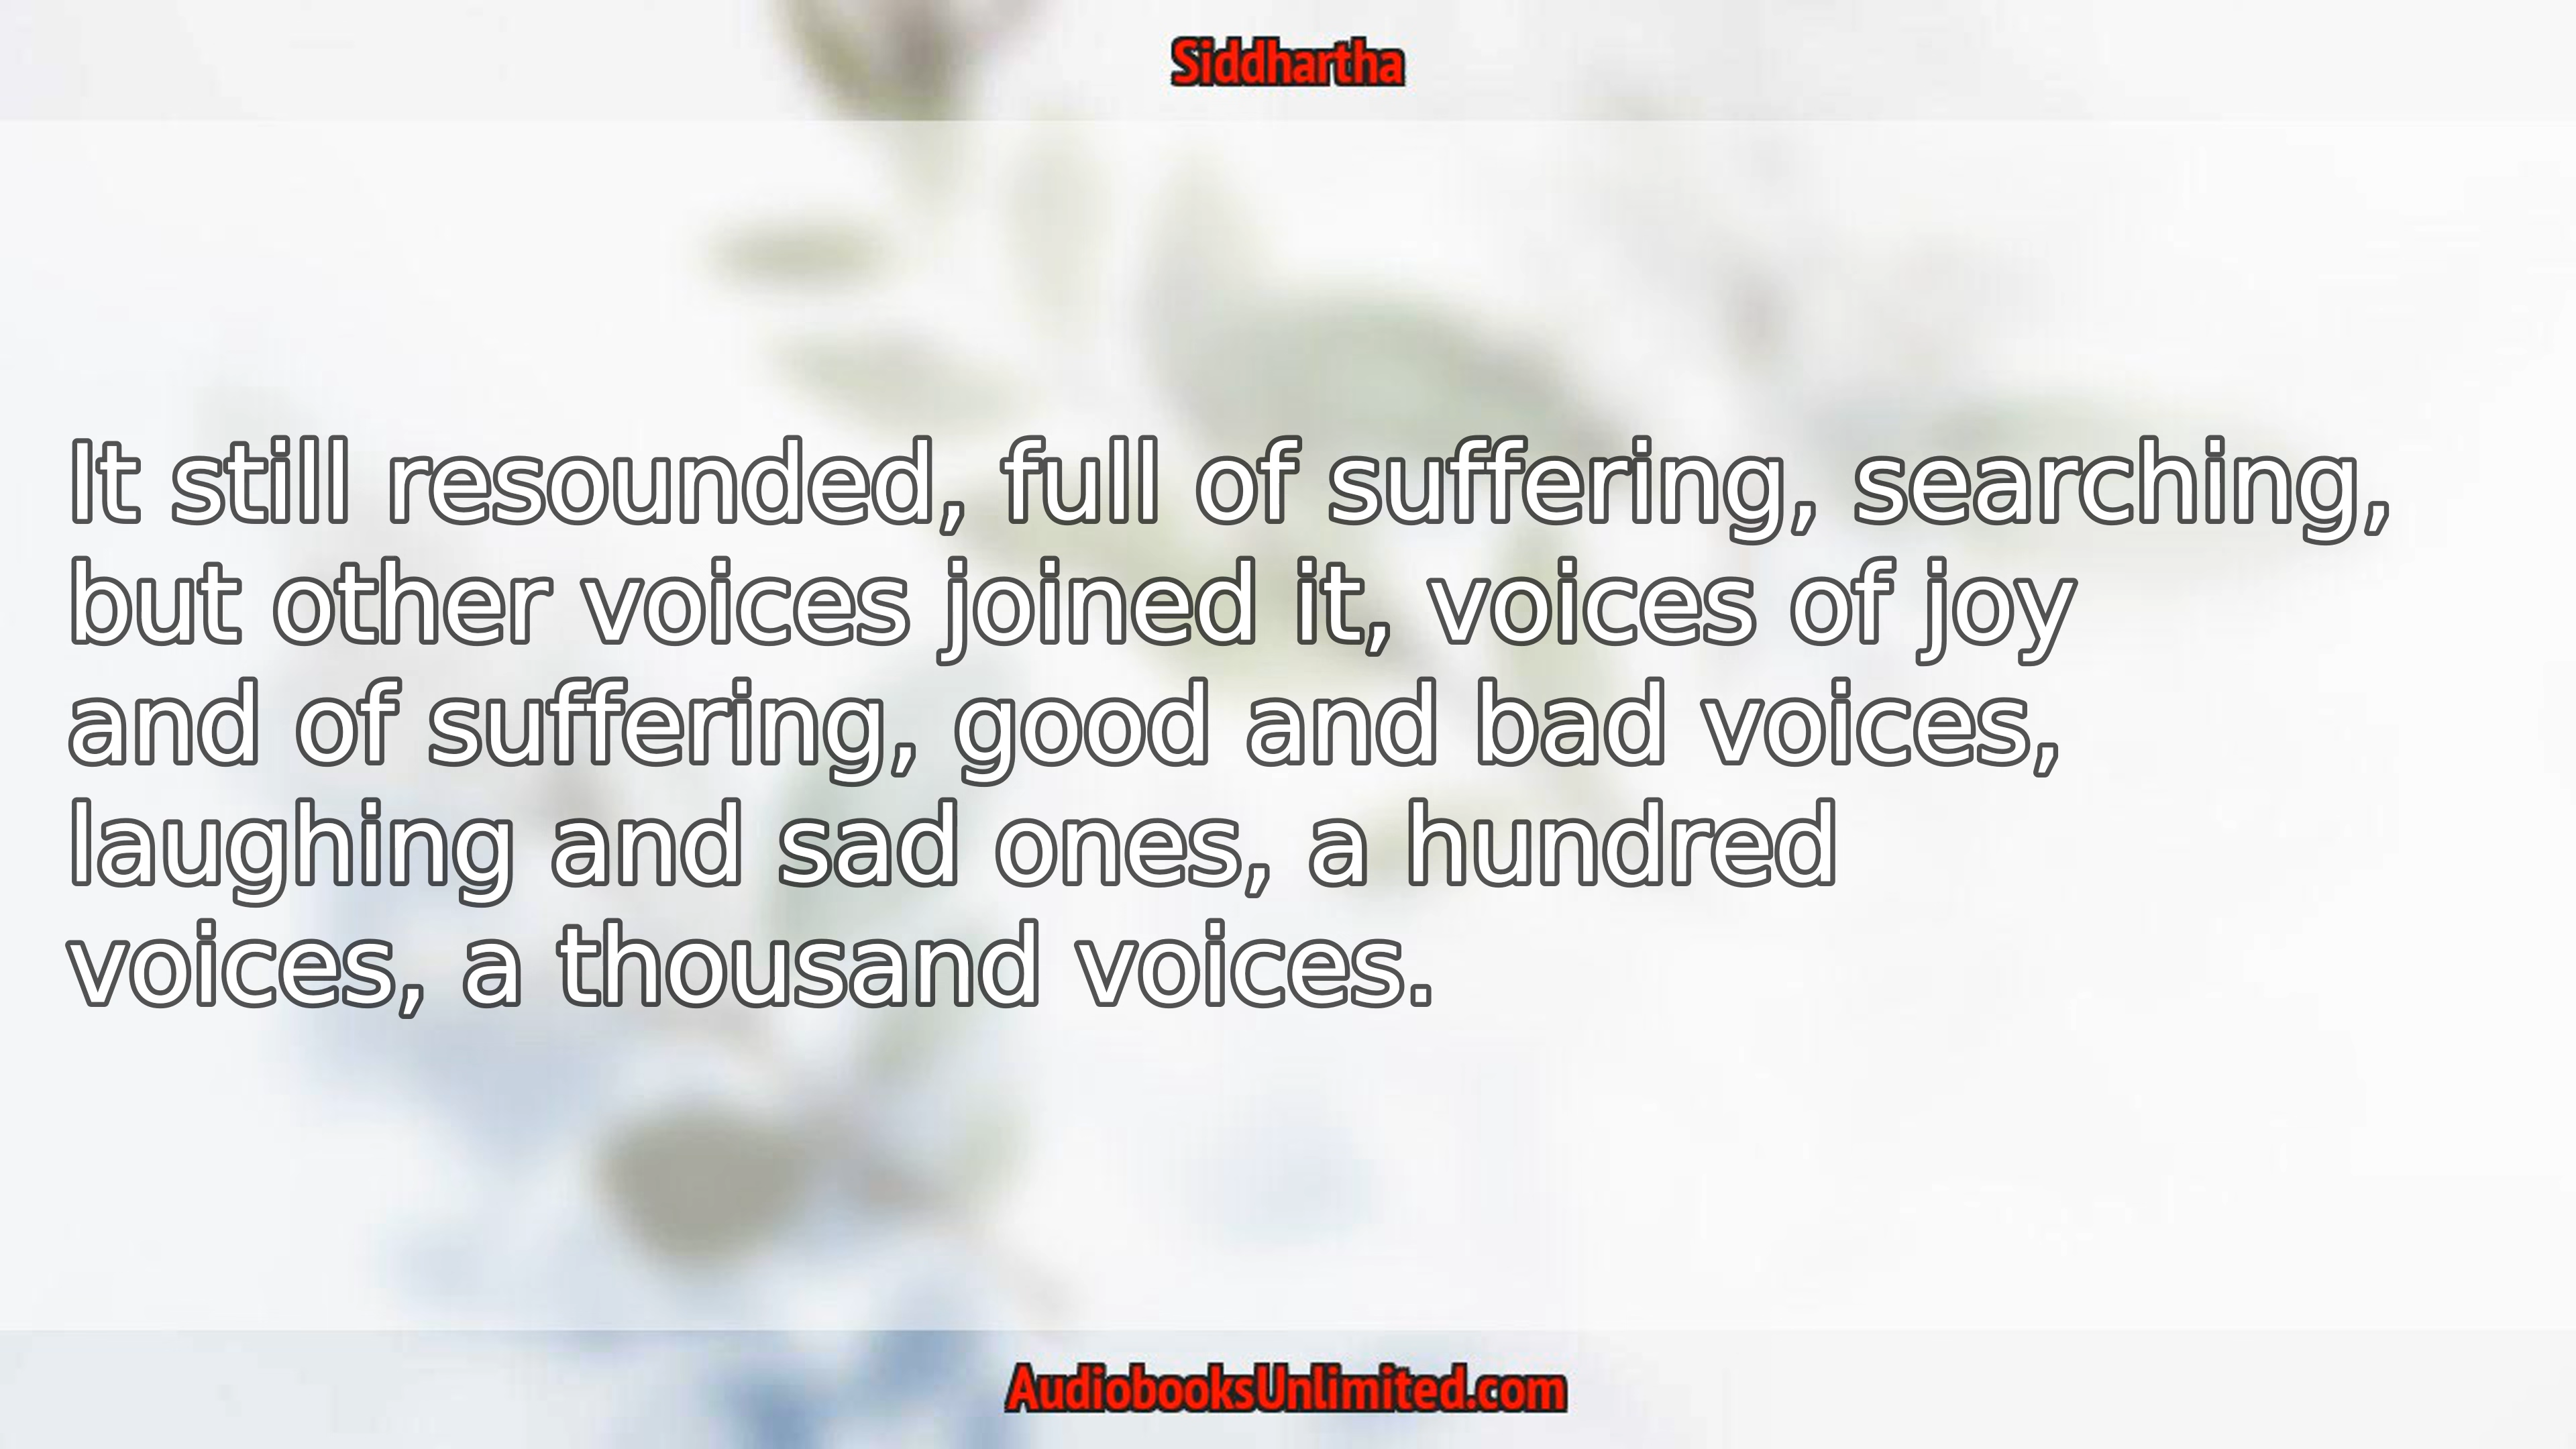 Siddhartha
It still resounded, full of suffering, searching,
but other voices joined it, voices of joy
and of suffering, good and bad voices,
laughing and sad ones, a hundred
voices, a thousand voices.
AudiobooksUnlimited.com